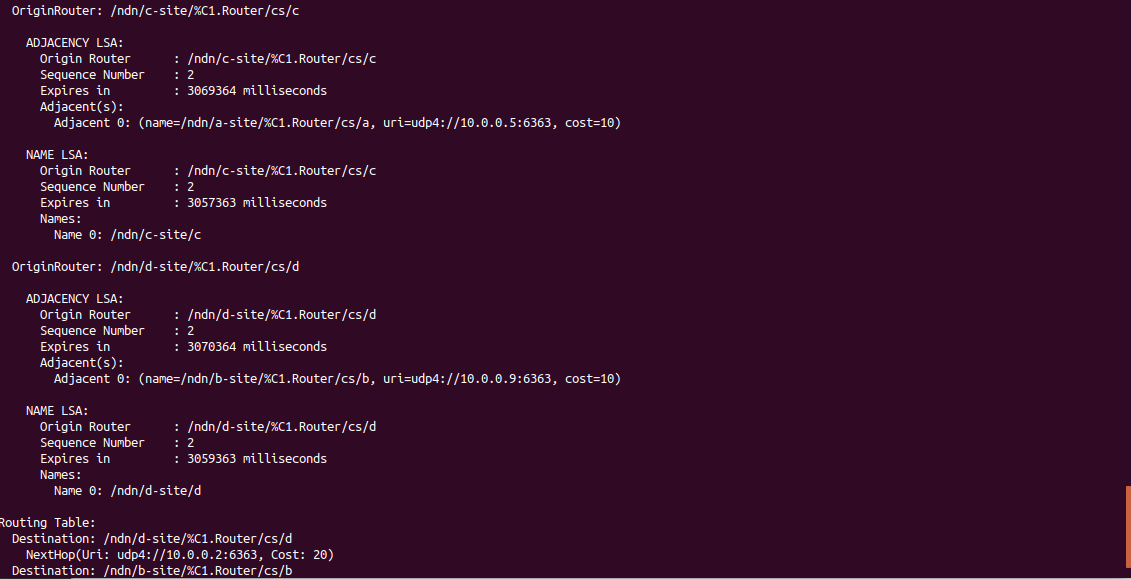 OriginRouter: /ndn/c-site/%C1.Router/cs/c
ADJACENCY LSA:
Origin Router : /ndn/c-site/%C1.Router/cs/c
Sequence Number : 2
Expires in : 3069364 milliseconds
Adjacent(s):
Adjacent 0: (name=/ndn/a-site/%C1.Router/cs/a, uri=udp4://10.0.0.5:6363, cost=10)
NAME LSA:
Origin Router : /ndn/c-site/%C1.Router/cs/c
Sequence Number : 2
Expires in : 3057363 milliseconds
Names:
Name 0: /ndn/c-site/c
OriginRouter: /ndn/d-site/%C1.Router/cs/d
ADJACENCY LSA:
Origin Router : /ndn/d-site/%C1.Router/cs/d
Sequence Number : 2
Expires in : 3070364 milliseconds
Adjacent(s):
Adjacent 0: (name=/ndn/b-site/%C1.Router/cs/b, uri=udp4://10.0.0.9:6363, cost=10)
NAME LSA:
Origin Router : /ndn/d-site/%C1.Router/cs/d
Sequence Number : 2
Expires in : 3059363 milliseconds
Names:
Name 0: /ndn/d-site/d
Routing Table:
Destination: /ndn/d-site/%C1.Router/cs/d
NextHop(Uri: udp4://10.0.0.2:6363, Cost: 20)
Destination: /ndn/b-site/%C1.Router/cs/b